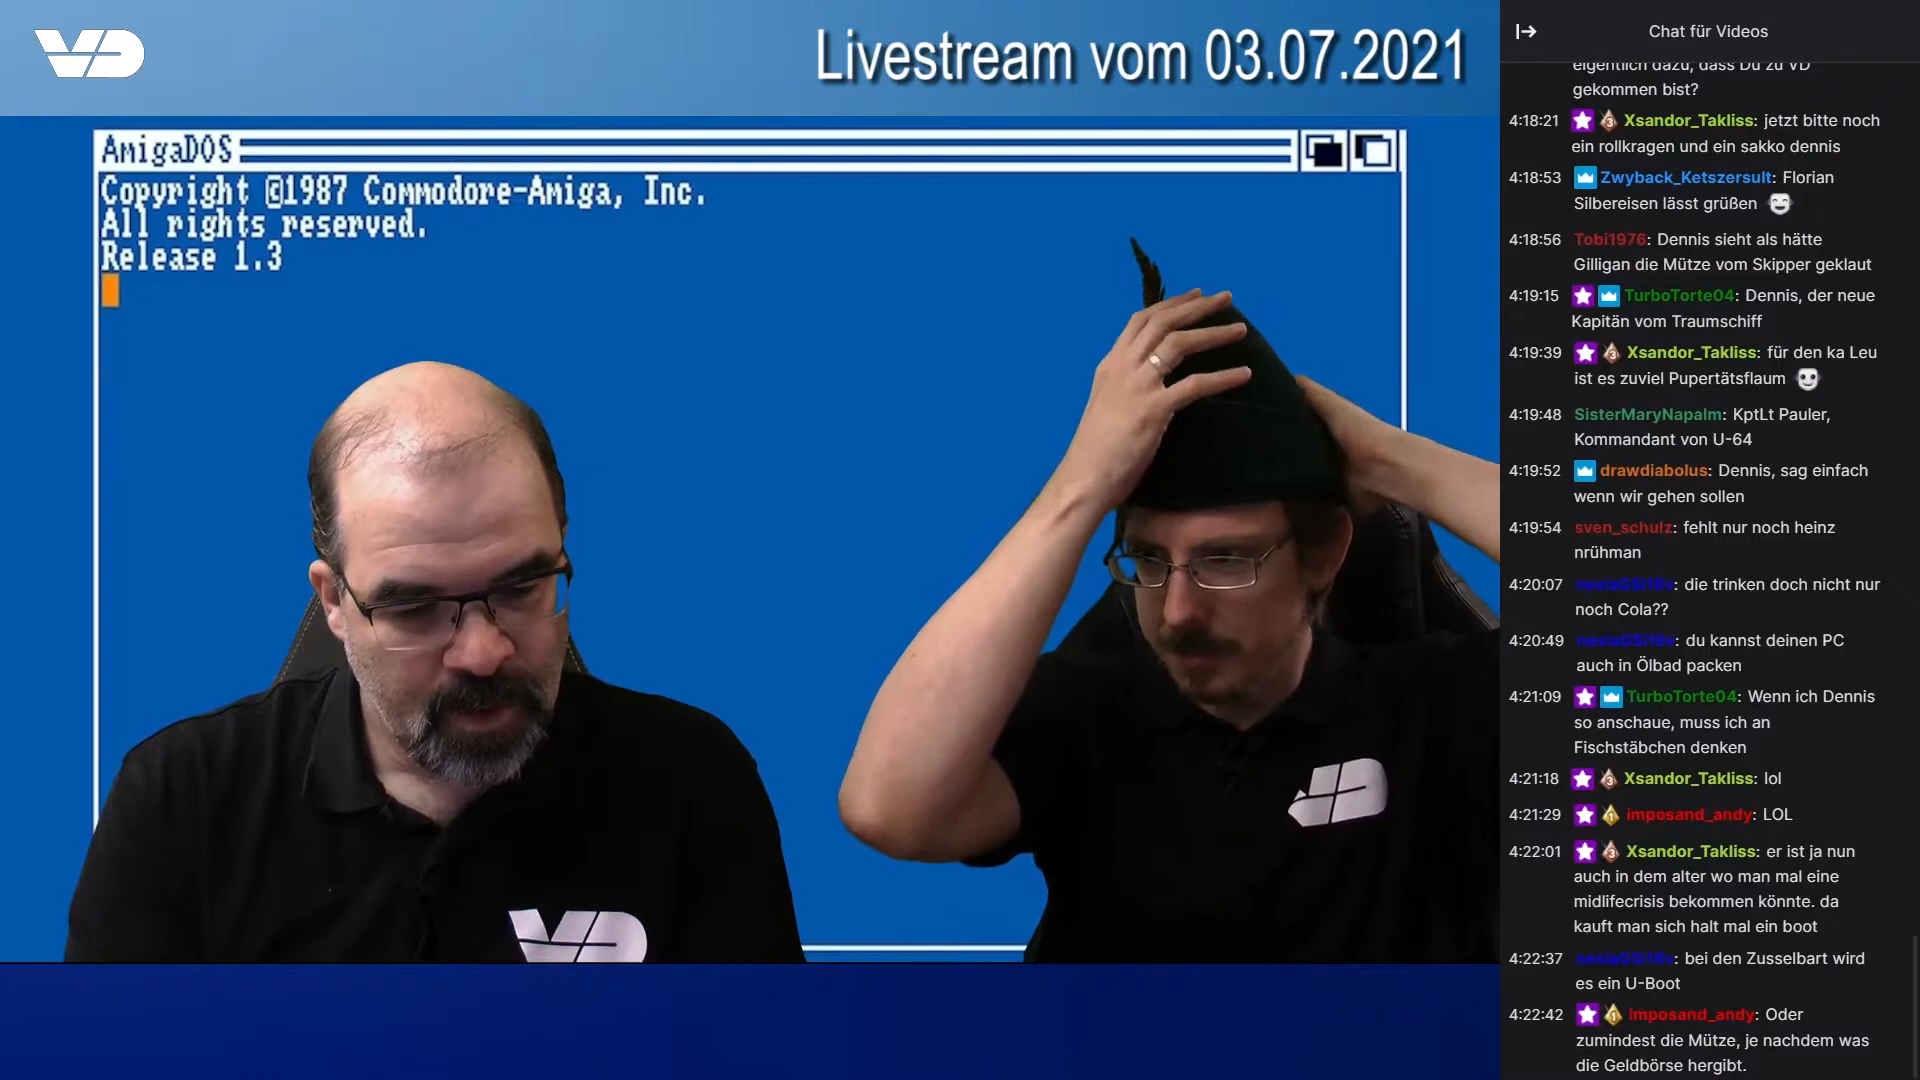 VD
Livestream vom 03.07.2021
AmigaDOS
Copyright ©1987 Commodore-Amiga, Inc.
All rights reserved.
Release 1.3
VD
VD
Chat für Videos
eigentlich dazu, dass Du zu VD
gekommen bist?
4:18:21 Xsandor_Takliss: jetzt bitte noch
ein rollkragen und ein sakko dennis
4:18:53 Zwyback_Ketszersult: Florian
Silbereisen lässt grüßen
4:18:56 Tobi1976: Dennis sieht als hätte
Gilligan die Mütze vom Skipper geklaut
4:19:15 TurboTorte04: Dennis, der neue
Kapitän vom Traumschiff
4:19:39 Xsandor_Takliss: für den ka Leu
ist es zuviel Pupertätsflaum
4:19:48 SisterMaryNapalm: KptLt Pauler,
Kommandant von U-64
4:19:52 drawdiabolus: Dennis, sag einfach
wenn wir gehen sollen
4:19:54 sven_schulz: fehlt nur noch heinz
nrühman
4:20:07 : die trinken doch nicht nur
noch Cola??
4:20:49 : du kannst deinen PC
auch in Ölbad packen
4:21:09 TurboTorte04: Wenn ich Dennis
so anschaue, muss ich an
Fischstäbchen denken
4:21:18 Xsandor_Takliss: lol
4:21:29 imposand_andy: LOL
4:22:01 Xsandor_Takliss: er ist ja nun
auch in dem alter wo man mal eine
midlifecrisis bekommen könnte. da
kauft man sich halt mal ein boot
4:22:37 : bei den Zusselbart wird
es ein U-Boot
4:22:42 imposand_andy: Oder
zumindest die Mütze, je nachdem was
die Geldbörse hergibt.